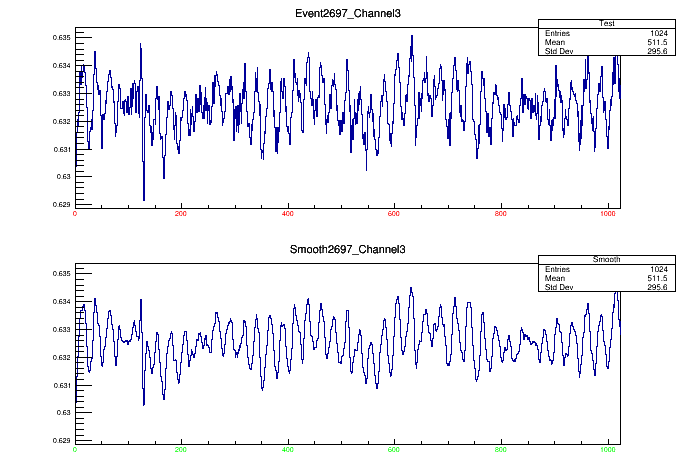 Event2697_Channel3
Test
Entries 1024
Mean 511.5
Std Dev 295.6
0.635
0.634
0.633
0.632
0.631
0.63
0.629
0 200 400 600 800 1000
Smooth2697_Channel3
Smooth
Entries 1024
Mean 511.5
Std Dev 295.6
0.635
0.634
0.633
0.632
0.631
0.63
0.629
0 200 400 600 800 1000